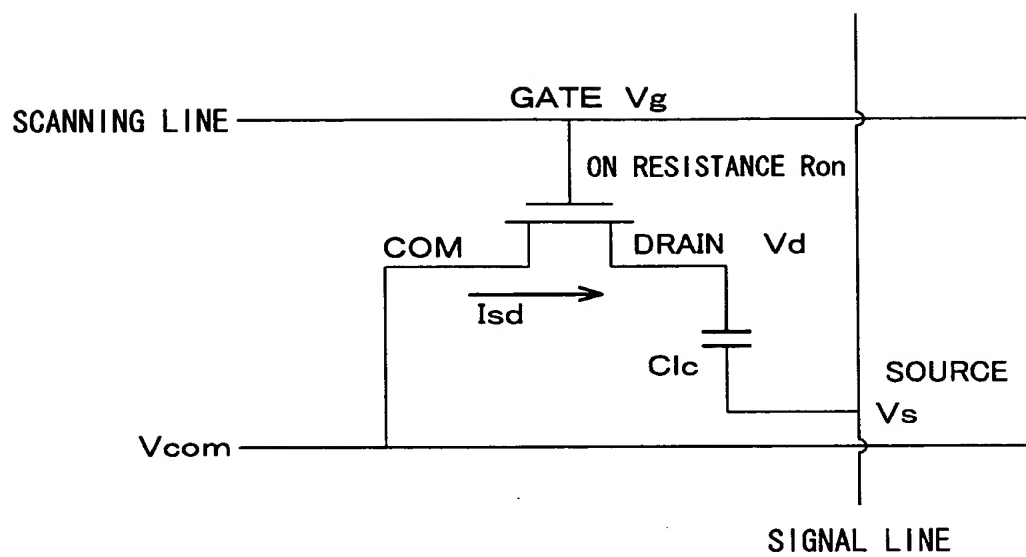 GATE Vg
SCANNING LINE
ON RESISTANCE Ron
COM
DRAIN Vd
Isd
Clc
SOURCE
Vs
Vcom
SIGNAL LINE